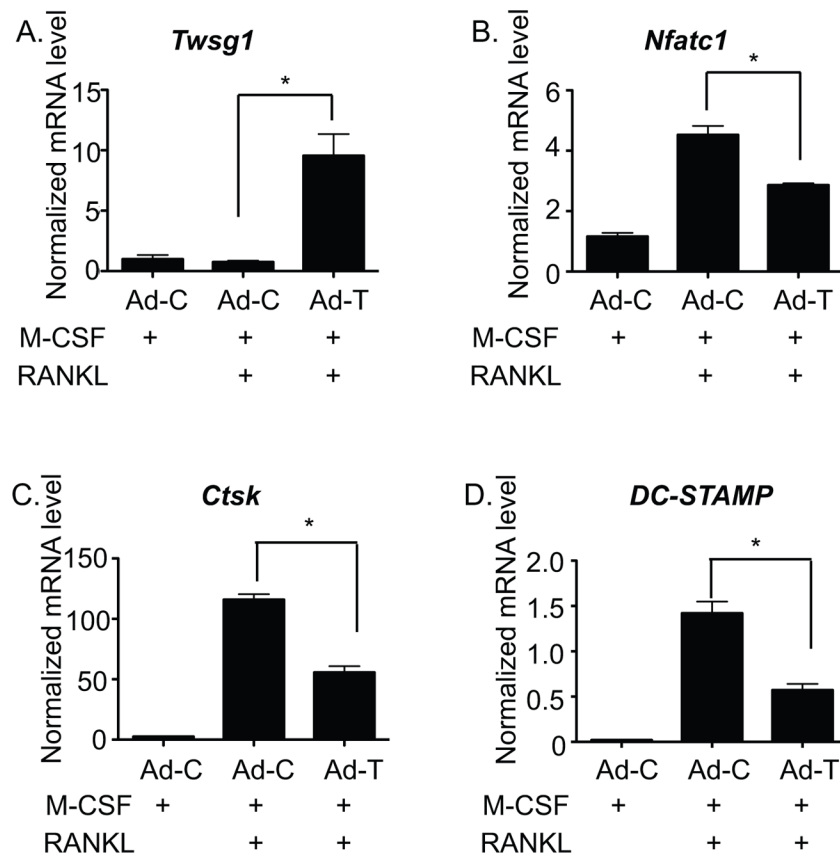 A. Twsg1
Normalized mRNA level
15
10
5
0
*
Ad-C Ad-C Ad-T
M-CSF + + +
RANKL + +
B. Nfatc1
Normalized mRNA level
6
4
2
0
*
Ad-C Ad-C Ad-T
M-CSF + + +
RANKL + +
C. Ctsk
Normalized mRNA level
150
100
50
0
*
Ad-C Ad-C Ad-T
M-CSF + + +
RANKL + +
D. DC-STAMP
Normalized mRNA level
2.0
1.5
1.0
0.5
0
*
Ad-C Ad-C Ad-T
M-CSF + + +
RANKL + +